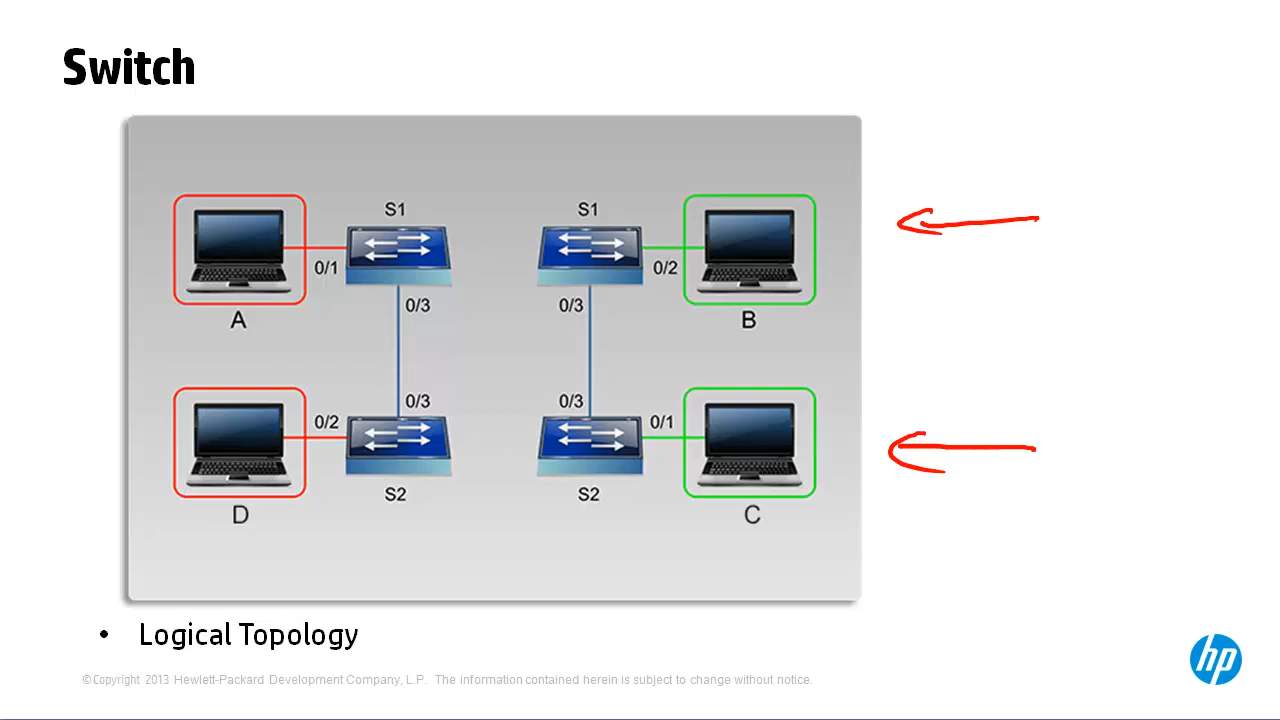 Switch
S1 S1
0/1 0/2
0/3 0/3
A B
0/3 0/3
0/2 0/1
S2 S2
D C
• Logical Topology
©Copyright 2013 Hewlett-Packard Development Company, L.P. The information contained herein is subject to change without notice.
hp